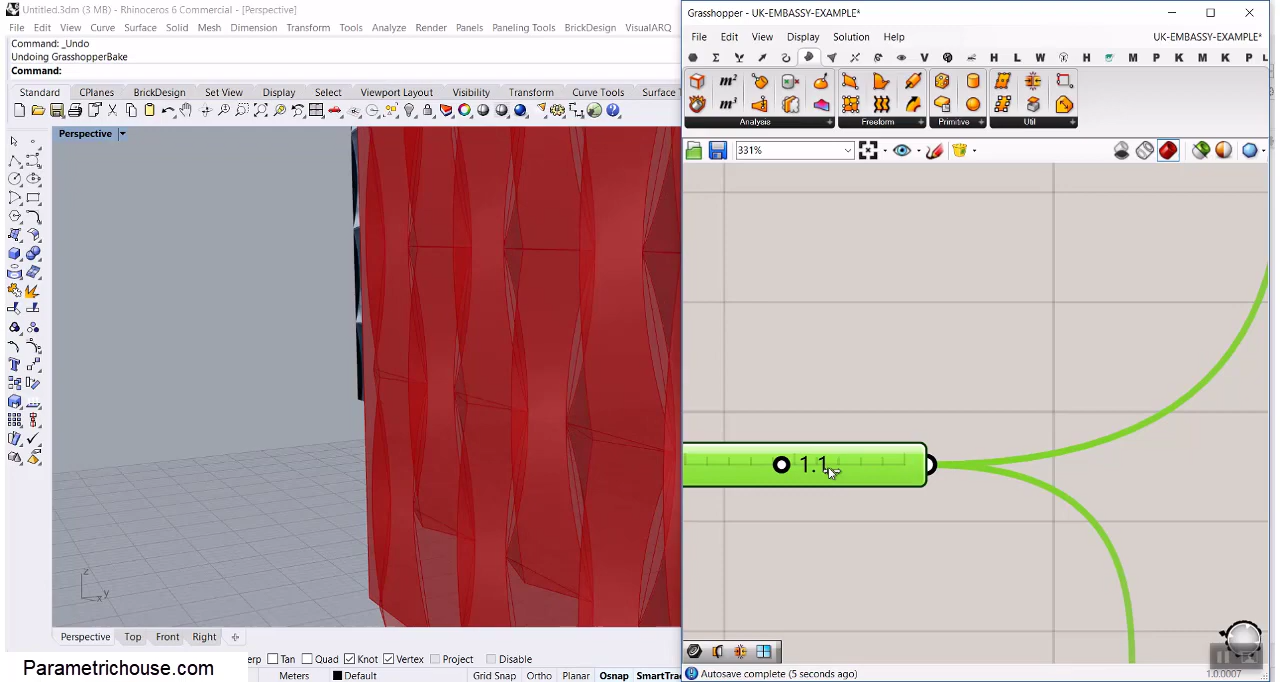 Untitled.3dm (3 MB) - Rhinoceros 6 Commercial - [Perspective]
File Edit View Curve Surface Solid Mesh Dimension Transform Tools Analyze Render Panels Paneling Tools BrickDesign VisualARQ
Command: _Undo
Undoing GrasshopperBake
Command:
Standard CPlanes BrickDesign Set View Display Select Viewport Layout Visibility Transform Curve Tools Surface T
Perspective
Perspective Top Front Right
erp Tan Quad Knot Vertex Project Disable
Meters Default Grid Snap Ortho Planar Osnap SmartTrac
Parametrichouse.com
Grasshopper - UK-EMBASSY-EXAMPLE*
File Edit View Display Solution Help UK-EMBASSY-EXAMPLE*
V H L W H M P K M K P L
m²
m³
Analysis Freeform Primitive Util
331%
1.1
Autosave complete (5 seconds ago) 1.0.0007